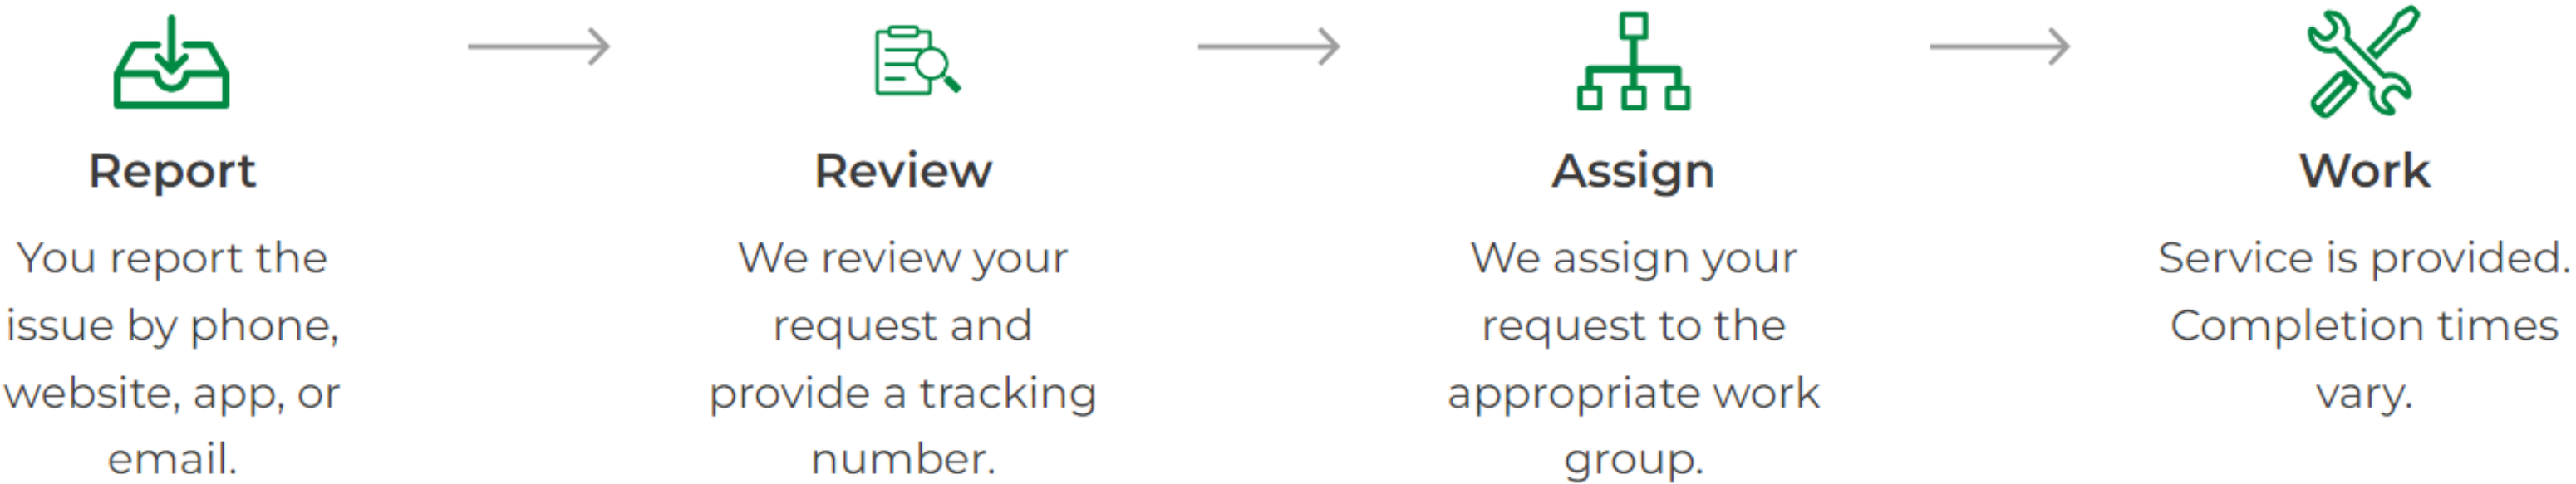 Report
You report the
issue by phone,
website, app, or
email.
Review
We review your
request and
provide a tracking
number.
Assign
We assign your
request to the
appropriate work
group.
Work
Service is provided.
Completion times
vary.